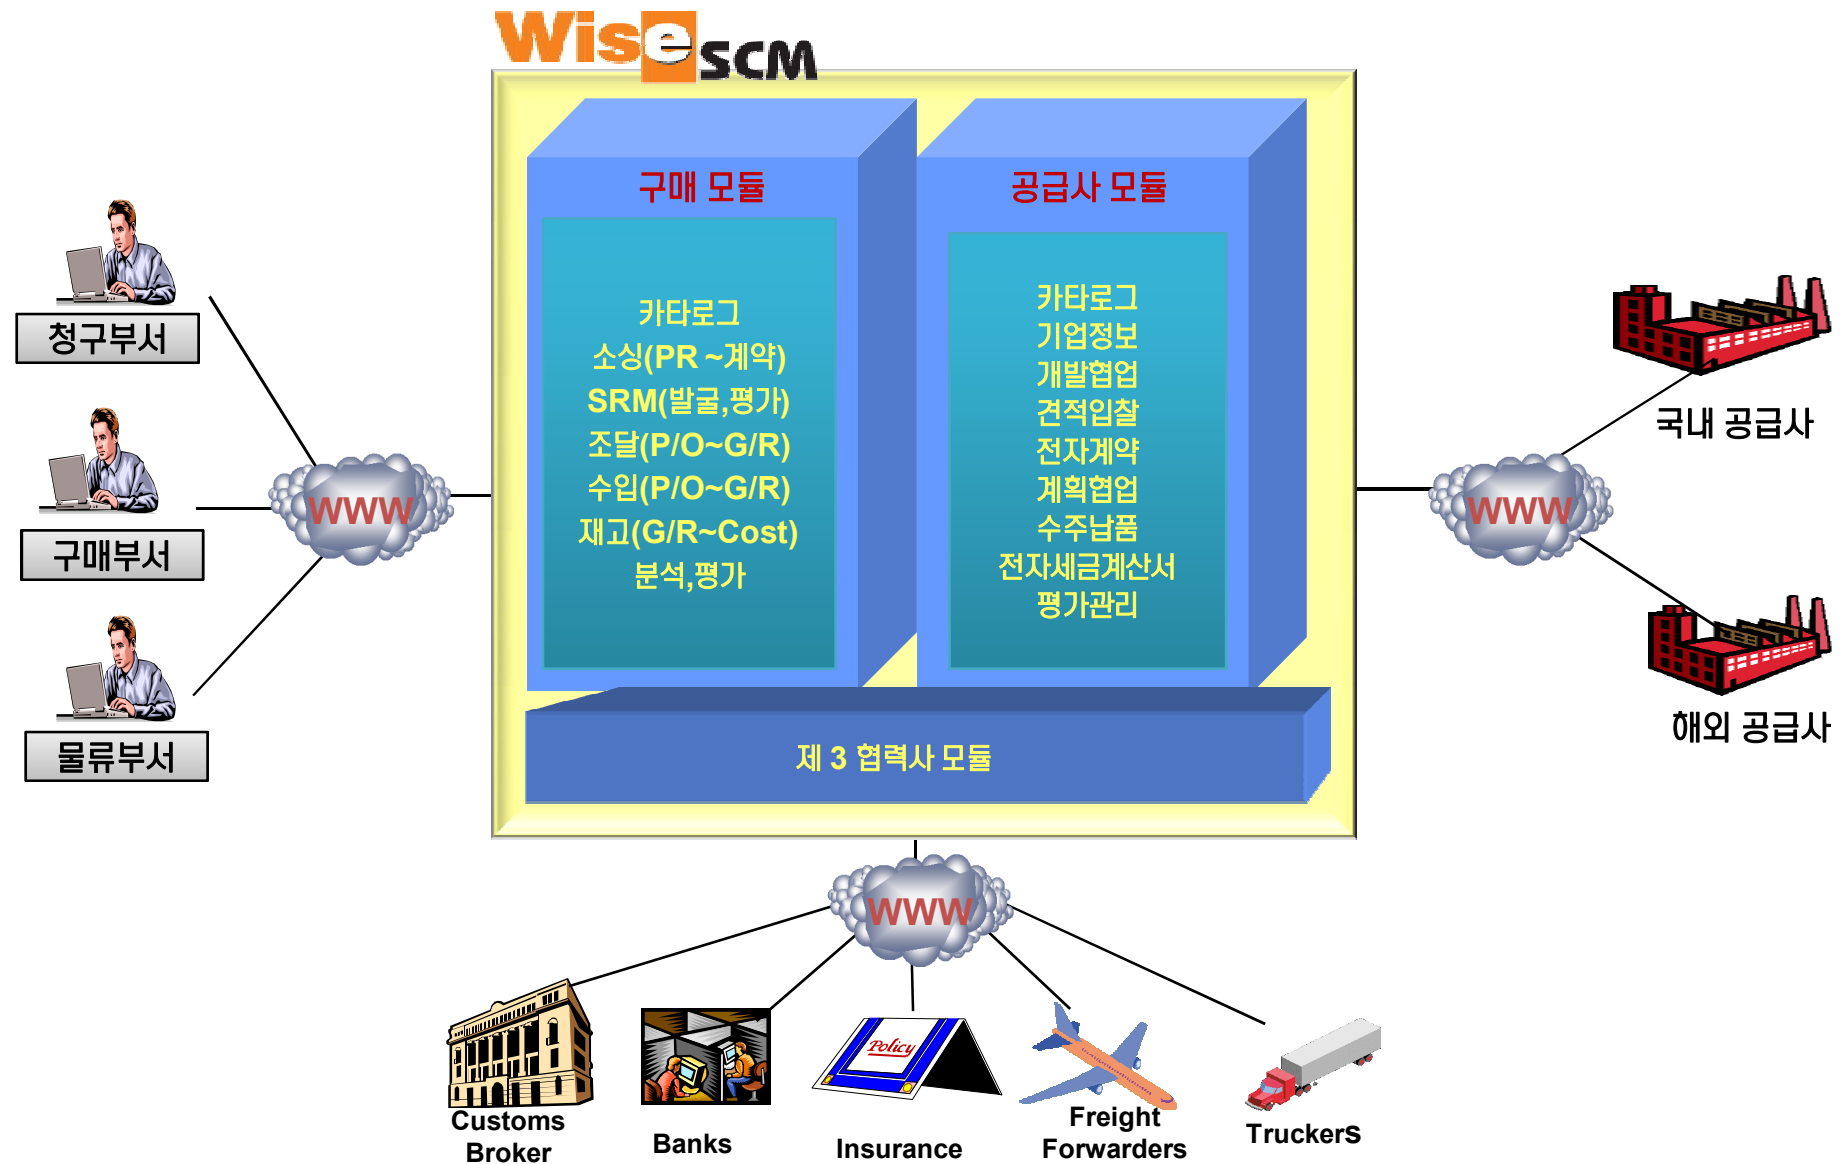 Wise SCM
구매 모듈
카타로그
소싱(PR ~계약)
SRM(발굴,평가)
조달(P/O~G/R)
수입(P/O~G/R)
재고(G/R~Cost)
분석,평가
공급사 모듈
카타로그
기업정보
개발협업
견적입찰
전자계약
계획협업
수주납품
전자세금계산서
평가관리
제 3 협력사 모듈
청구부서
구매부서
물류부서
WWW
WWW
국내 공급사
해외 공급사
WWW
Customs
Broker
Banks
Policy
Insurance
Freight
Forwarders
Truckers